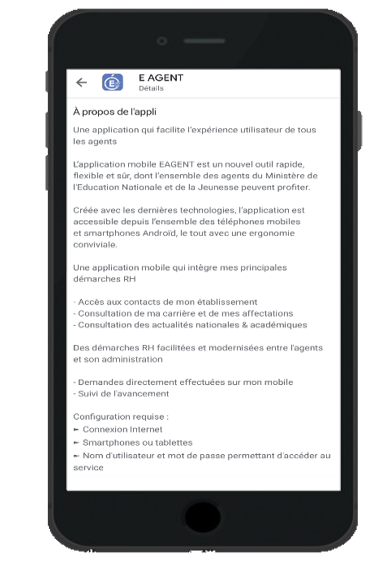 E AGENT
Détails
À propos de l'appli
Une application qui facilite l'expérience utilisateur de tous
les agents
L'application mobile EAGENT est un nouvel outil rapide,
flexible et sûr, dont l'ensemble des agents du Ministère de
l'Education Nationale et de la Jeunesse peuvent profiter.
Créée avec les dernières technologies, l'application est
accessible depuis l'ensemble des téléphones mobiles
et smartphones Androïd, le tout avec une ergonomie
conviviale.
Une application mobile qui intègre mes principales
démarches RH
- Accès aux contacts de mon établissement
- Consultation de ma carrière et de mes affectations
- Consultation des actualités nationales & académiques
Des démarches RH facilitées et modernisées entre l'agents
et son administration
- Demandes directement effectuées sur mon mobile
- Suivi de l'avancement
Configuration requise :
► Connexion Internet
► Smartphones ou tablettes
► Nom d'utilisateur et mot de passe permettant d'accéder au
service